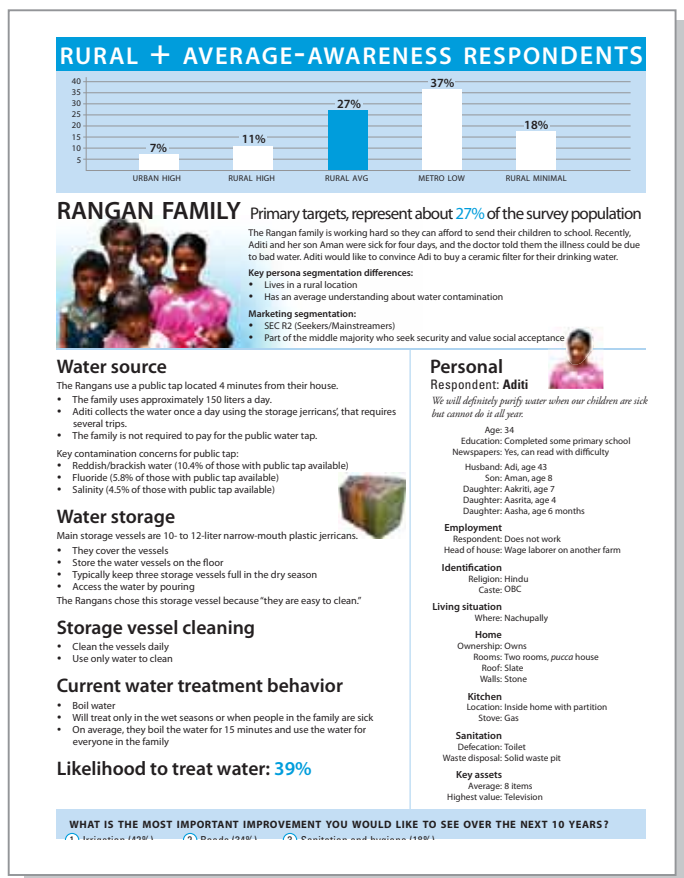 RURAL + AVERAGE-AWARENESS RESPONDENTS
40
35
30
25
20
15
10
5
7%
11%
27%
37%
18%
URBAN HIGH
RURAL HIGH
RURAL AVG
METRO LOW
RURAL MINIMAL
RANGAN FAMILY Primary targets, represent about 27% of the survey population
The Rangan family is working hard so they can afford to send their children to school. Recently,
Aditi and her son Aman were sick for four days, and the doctor told them the illness could be due
to bad water. Aditi would like to convince Adi to buy a ceramic filter for their drinking water.
Key persona segmentation differences:
• Lives in a rural location
• Has an average understanding about water contamination
Marketing segmentation:
• SEC R2 (Seekers/Mainstreamers)
• Part of the middle majority who seek security and value social acceptance
Water source
The Rangans use a public tap located 4 minutes from their house.
• The family uses approximately 150 liters a day.
• Aditi collects the water once a day using the storage jerricans', that requires
several trips.
• The family is not required to pay for the public water tap.
Key contamination concerns for public tap:
• Reddish/brackish water (10.4% of those with public tap available)
• Fluoride (5.8% of those with public tap available)
• Salinity (4.5% of those with public tap available)
Water storage
Main storage vessels are 10- to 12-liter narrow-mouth plastic jerricans.
• They cover the vessels
• Store the water vessels on the floor
• Typically keep three storage vessels full in the dry season
• Access the water by pouring
The Rangans chose this storage vessel because “they are easy to clean.”
Storage vessel cleaning
• Clean the vessels daily
• Use only water to clean
Current water treatment behavior
• Boil water
• Will treat only in the wet seasons or when people in the family are sick
• On average, they boil the water for 15 minutes and use the water for
everyone in the family
Likelihood to treat water: 39%
Personal
Respondent: Aditi
We will definitely purify water when our children are sick
but cannot do it all year.
Age: 34
Education: Completed some primary school
Newspapers: Yes, can read with difficulty
Husband: Adi, age 43
Son: Aman, age 8
Daughter: Aakriti, age 7
Daughter: Aasrita, age 4
Daughter: Aasha, age 6 months
Employment
Respondent: Does not work
Head of house: Wage laborer on another farm
Identification
Religion: Hindu
Caste: OBC
Living situation
Where: Nachupally
Home
Ownership: Owns
Rooms: Two rooms, pucca house
Roof: Slate
Walls: Stone
Kitchen
Location: Inside home with partition
Stove: Gas
Sanitation
Defecation: Toilet
Waste disposal: Solid waste pit
Key assets
Average: 8 items
Highest value: Television
WHAT IS THE MOST IMPORTANT IMPROVEMENT YOU WOULD LIKE TO SEE OVER THE NEXT 10 YEARS?
1 Irrigation (42%) 2 Roads (24%) 3 Sanitation and hygiene (18%)